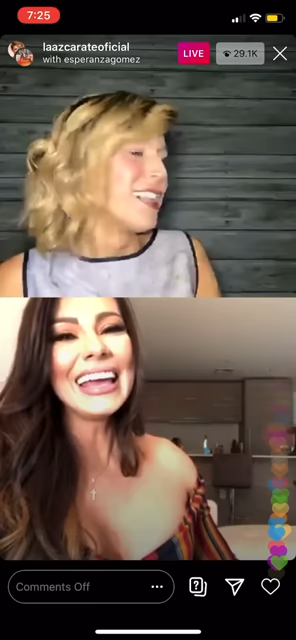 7:25
laazcarateoficial
with esperanzagomez
LIVE
29.1K
Comments Off